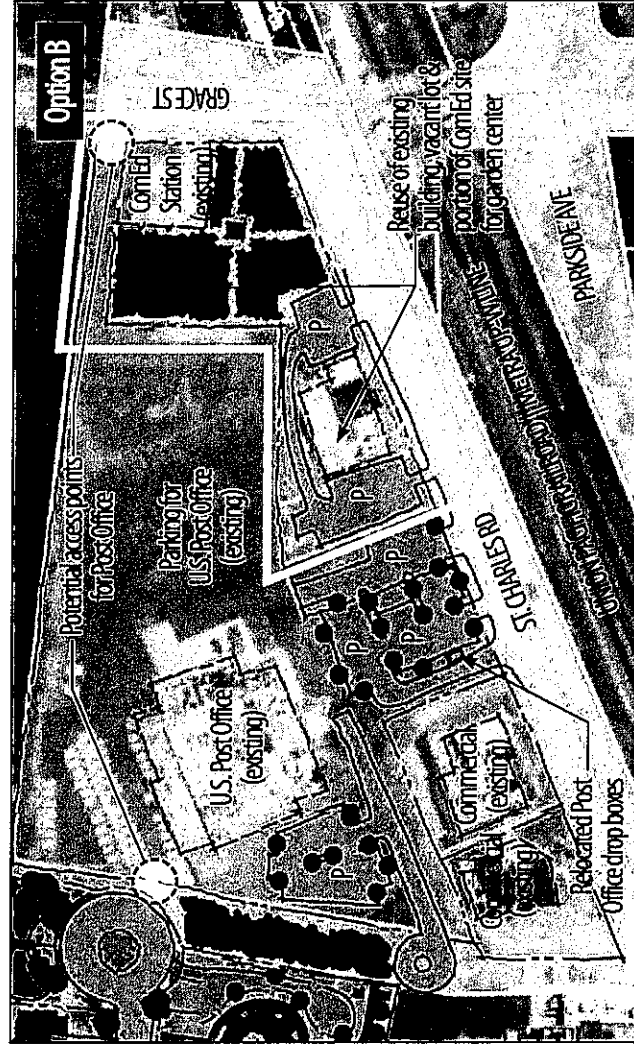 Option B
GRACE ST
ComEd
Station
(existing)
Reuse of existing
building, vacant lot &
portion of ComEd site
for garden center
PARKSIDE AVE
UNION PACIFIC RAILROAD | METRA UP-W LINE
ST. CHARLES RD
Potential access points
for Post Office
Parking for
U.S. Post Office
(existing)
U.S. Post Office
(existing)
P
P
P
P
P
Commercial
(existing)
Commercial
(existing)
Relocated Post
Office drop boxes